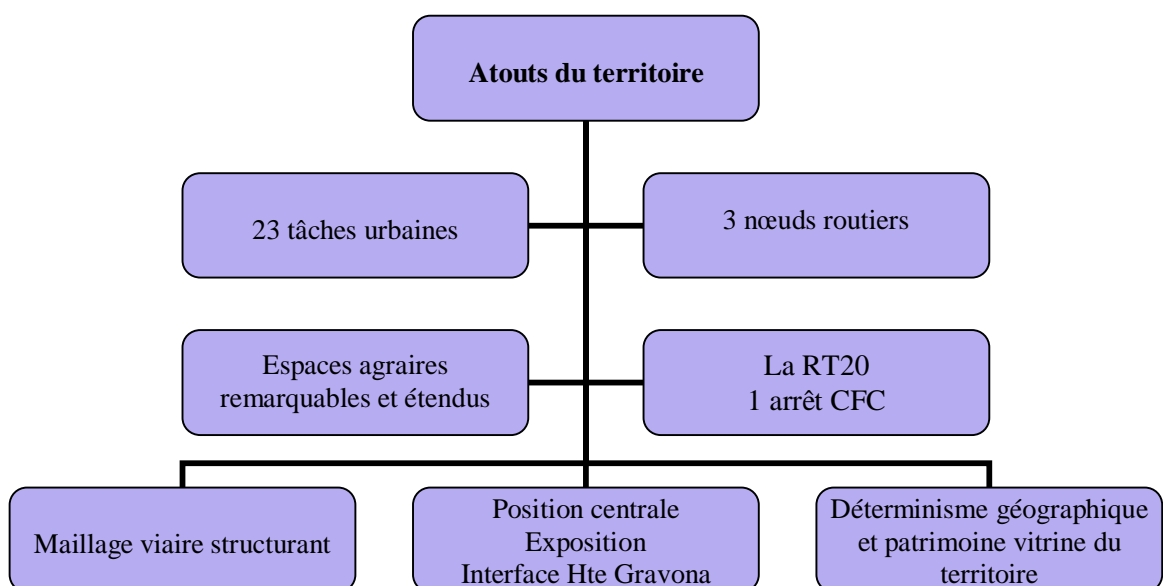 Atouts du territoire
23 tâches urbaines
3 nœuds routiers
Espaces agraires
remarquables et étendus
La RT20
1 arrêt CFC
Maillage viaire structurant
Position centrale
Exposition
Interface Hte Gravona
Déterminisme géographique
et patrimoine vitrine du
territoire